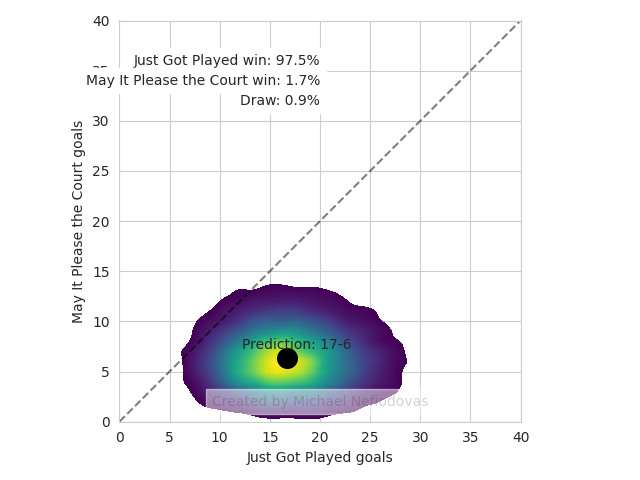 40
Just Got Played win: 97.5%
May It Please the Court win: 1.7%
Draw: 0.9%
30
25
20
15
10
5
0
May It Please the Court goals
Prediction: 17-6
Created by Michael Nefiodovas
0 5 10 15 20 25 30 35 40
Just Got Played goals